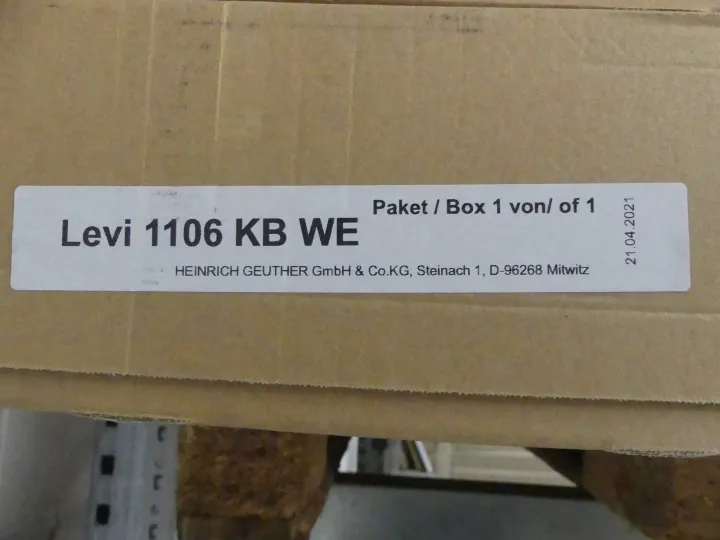 Levi 1106 KB WE
Paket / Box 1 von/ of 1
HEINRICH GEUTHER GmbH & Co.KG, Steinach 1, D-96268 Mitwitz
21.04.2021